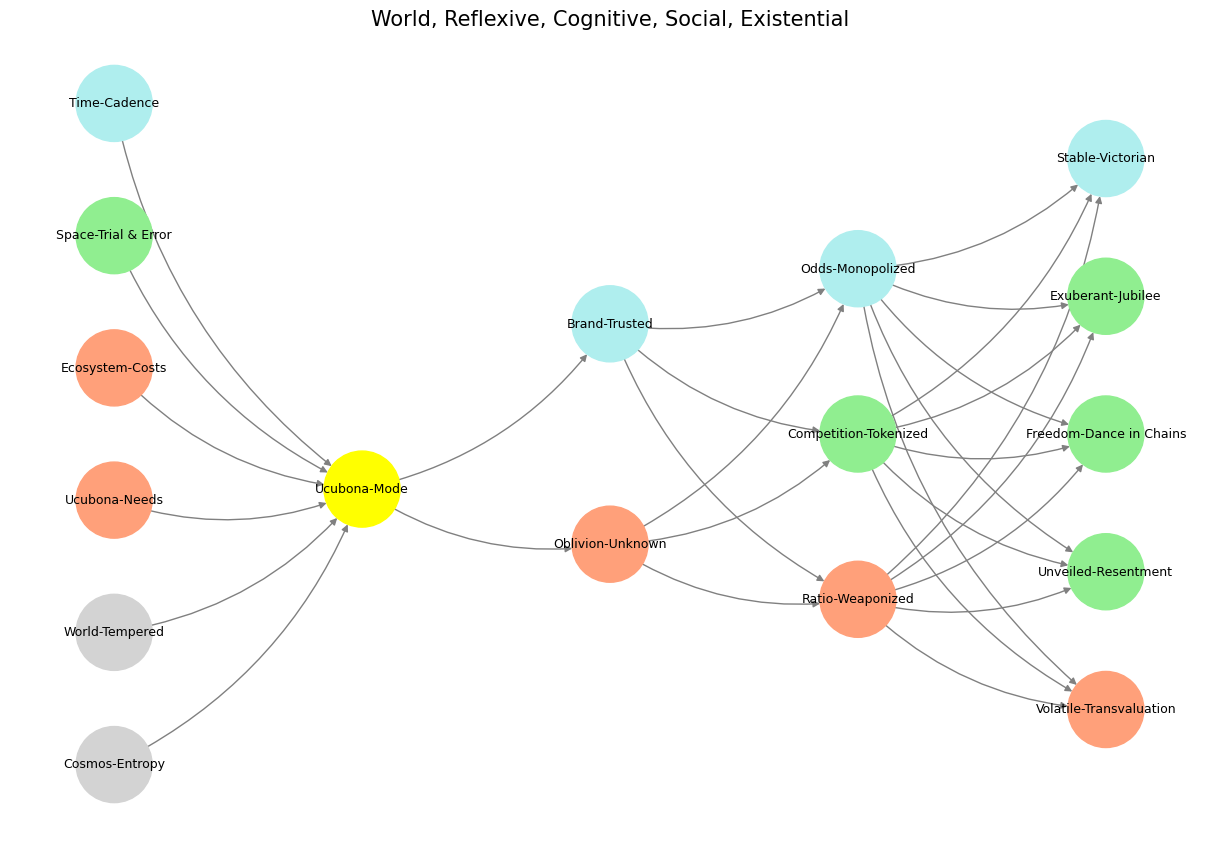 World, Reflexive, Cognitive, Social, Existential
Time-Cadence
Space-Trial & Error
Ecosystem-Costs
Ucubona-Needs
World-Tempered
Cosmos-Entropy
Ucubona-Mode
Brand-Trusted
Oblivion-Unknown
Odds-Monopolized
Competition-Tokenized
Ratio-Weaponized
Stable-Victorian
Exuberant-Jubilee
Freedom-Dance in Chains
Unveiled-Resentment
Volatile-Transvaluation